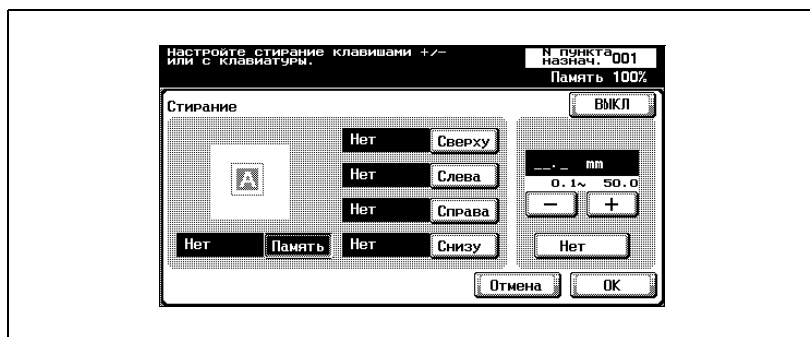 Настройте стирание клавишами +/-
или с клавиатуры.
N пункта
назнач. 001
Память 100%
Стирание
ВЫКЛ
A
Нет Сверху
Нет Слева
Нет Справа
Нет Память
Нет Снизу
__._ mm
0.1~ 50.0
− +
Нет
Отмена
OK